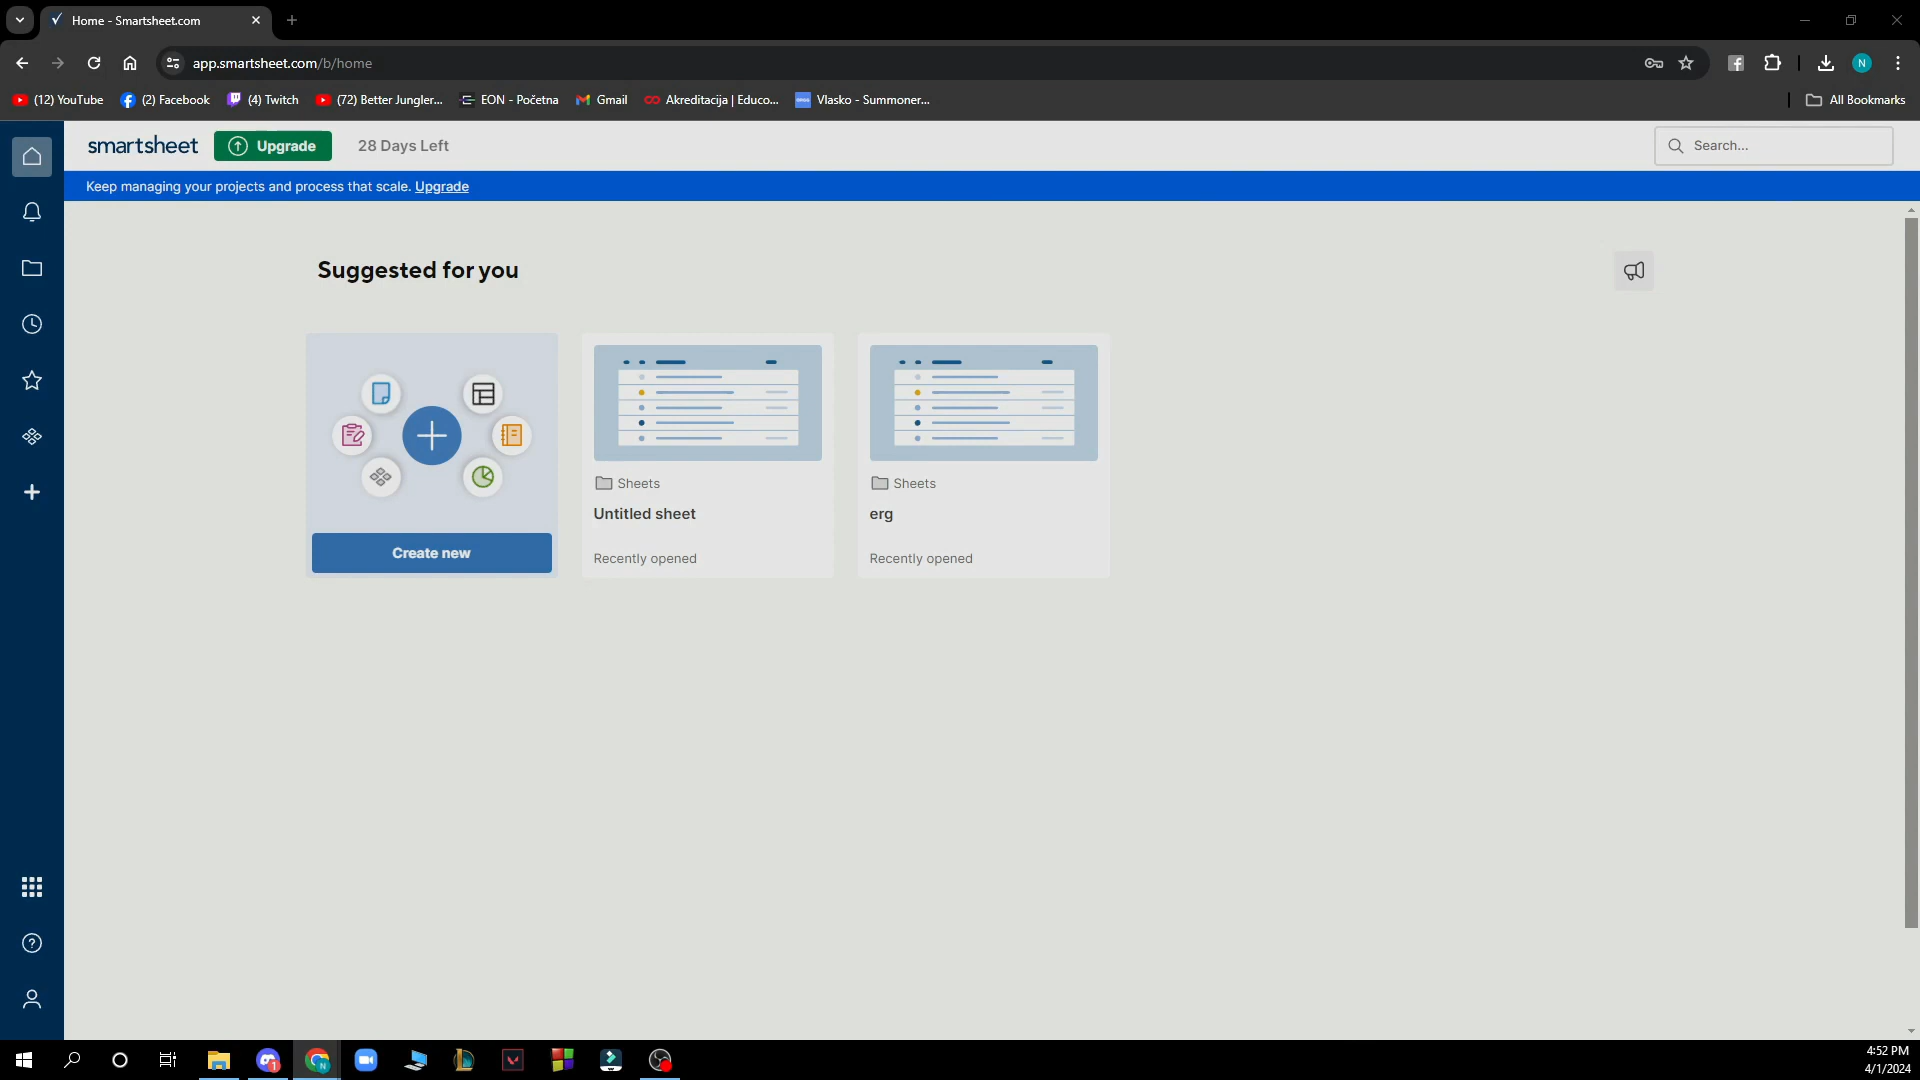 Home - Smartsheet.com
app.smartsheet.com/b/home
(12) YouTube
(2) Facebook
(4) Twitch
(72) Better Jungler...
EON - Početna
Gmail
Akreditacija | Educo...
Vlasko - Summoner...
All Bookmarks
smartsheet
Upgrade
28 Days Left
Search...
Keep managing your projects and process that scale. Upgrade
Suggested for you
Create new
Sheets
Untitled sheet
Recently opened
Sheets
erg
Recently opened
4:52 PM
4/1/2024